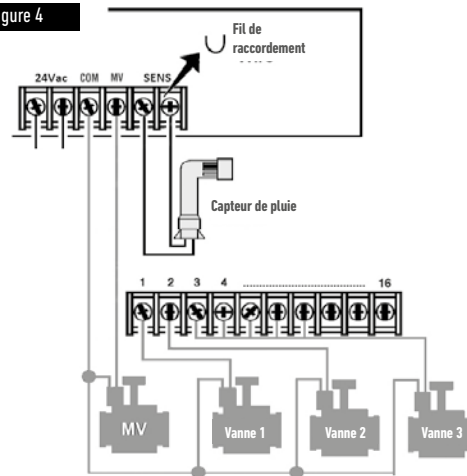 gure 4
Fil de
raccordement
24Vac COM MV SENS
Capteur de pluie
1 2 3 4 ........................................ 16
MV
Vanne 1
Vanne 2
Vanne 3